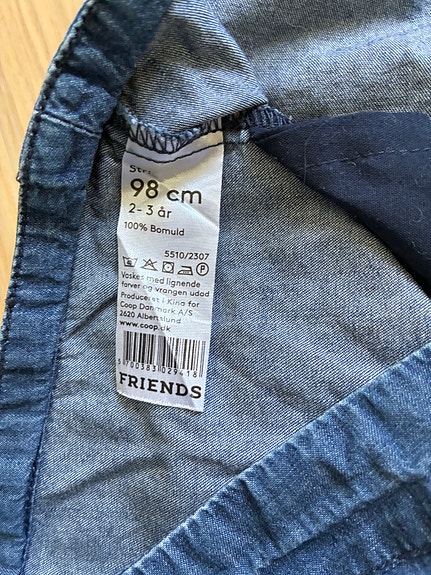 98 cm
2-3 år
100% Bomuld
5510/2307
Vaskes med lignende
farver og vrangen udad
Produceret i Kina for
Coop Danmark A/S
2620 Albertslund
www.coop.dk
5700383029418
FRIENDS